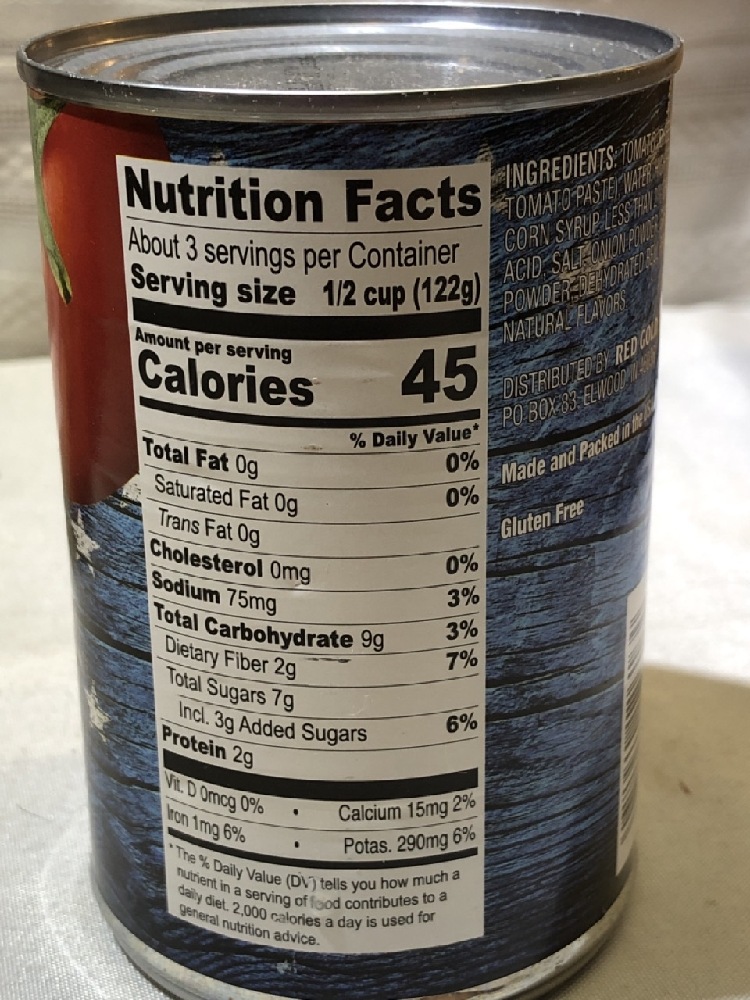 Nutrition Facts
About 3 servings per Container
Serving size 1/2 cup (122g)
Amount per serving
Calories 45
% Daily Value*
Total Fat 0g 0%
Saturated Fat 0g 0%
Trans Fat 0g
Cholesterol 0mg 0%
Sodium 75mg 3%
Total Carbohydrate 9g 3%
Dietary Fiber 2g 7%
Total Sugars 7g
Incl. 3g Added Sugars 6%
Protein 2g
Vit. D 0mcg 0% • Calcium 15mg 2%
Iron 1mg 6% • Potas. 290mg 6%
*The % Daily Value (DV) tells you how much a
nutrient in a serving of food contributes to a
daily diet. 2,000 calories a day is used for
general nutrition advice.
INGREDIENTS: TOMATO
TOMATO PASTE, WATER,
CORN SYRUP, LESS THAN
ACID, SALT, ONION POWDER
POWDER, DEHYDRATED
NATURAL FLAVORS
DISTRIBUTED BY RED GOLD
PO BOX 83 ELWOOD IN
Made and Packed in the
Gluten Free